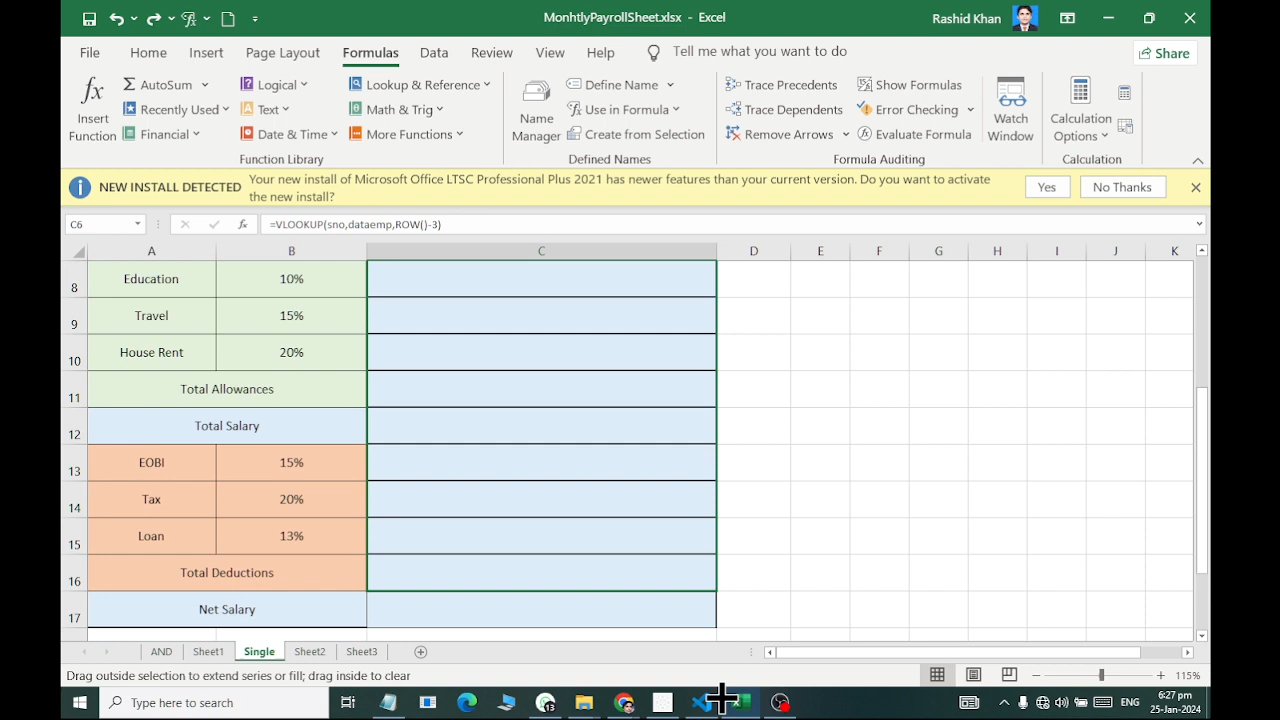 MonhtlyPayrollSheet.xlsx - Excel
Rashid Khan
File Home Insert Page Layout Formulas Data Review View Help Tell me what you want to do Share
Insert Function
AutoSum
Recently Used
Financial
Logical
Text
Date & Time
Lookup & Reference
Math & Trig
More Functions
Function Library
Name Manager
Define Name
Use in Formula
Create from Selection
Defined Names
Trace Precedents
Trace Dependents
Remove Arrows
Show Formulas
Error Checking
Evaluate Formula
Formula Auditing
Watch Window
Calculation Options
Calculation
NEW INSTALL DETECTED Your new install of Microsoft Office LTSC Professional Plus 2021 has newer features than your current version. Do you want to activate
the new install?
Yes No Thanks
C6 fx =VLOOKUP(sno,dataemp,ROW()-3)
A B C D E F G H I J K
8 Education 10%
9 Travel 15%
10 House Rent 20%
11 Total Allowances
12 Total Salary
13 EOBI 15%
14 Tax 20%
15 Loan 13%
16 Total Deductions
17 Net Salary
AND Sheet1 Single Sheet2 Sheet3
Drag outside selection to extend series or fill; drag inside to clear
115%
Type here to search
ENG
6:27 pm
25-Jan-2024